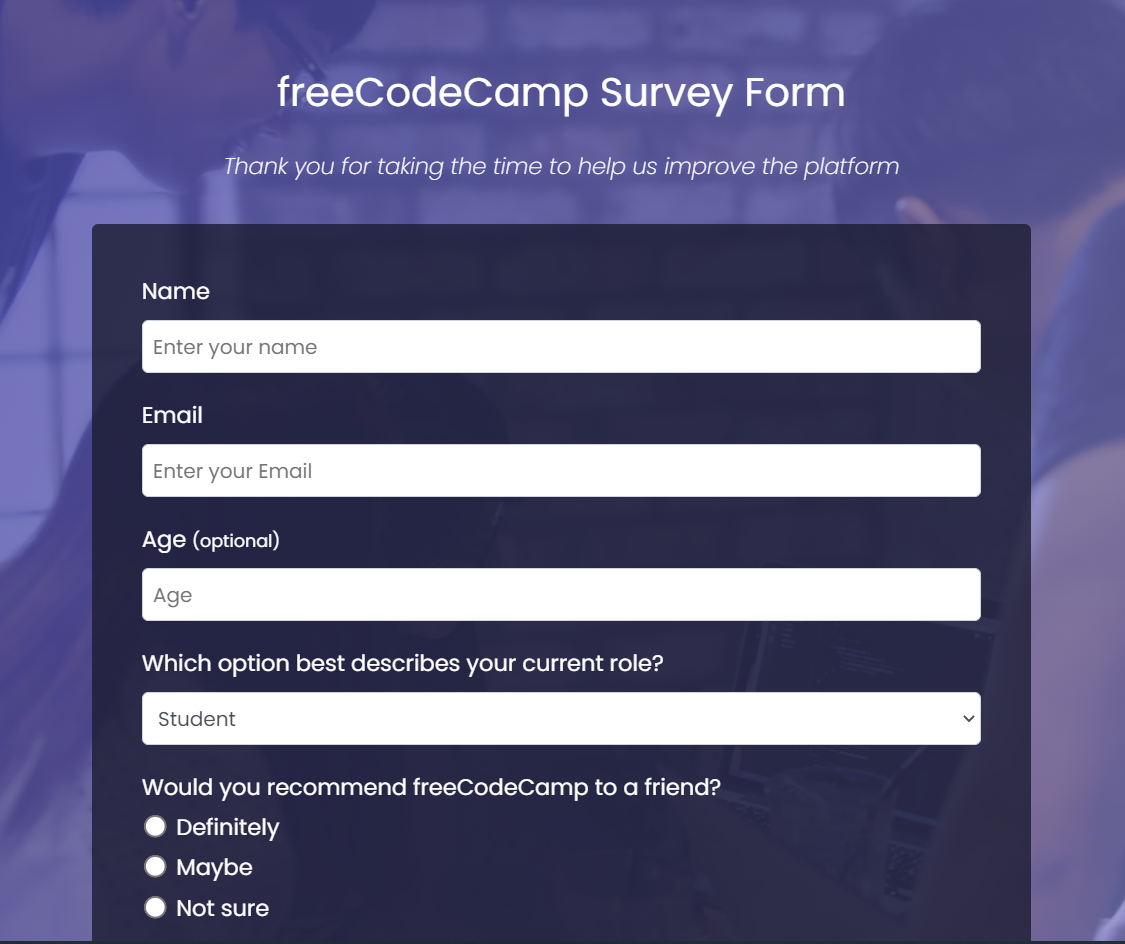 freeCodeCamp Survey Form
Thank you for taking the time to help us improve the platform
Name
Enter your name
Email
Enter your Email
Age (optional)
Age
Which option best describes your current role?
Student
Would you recommend freeCodeCamp to a friend?
Definitely
Maybe
Not sure